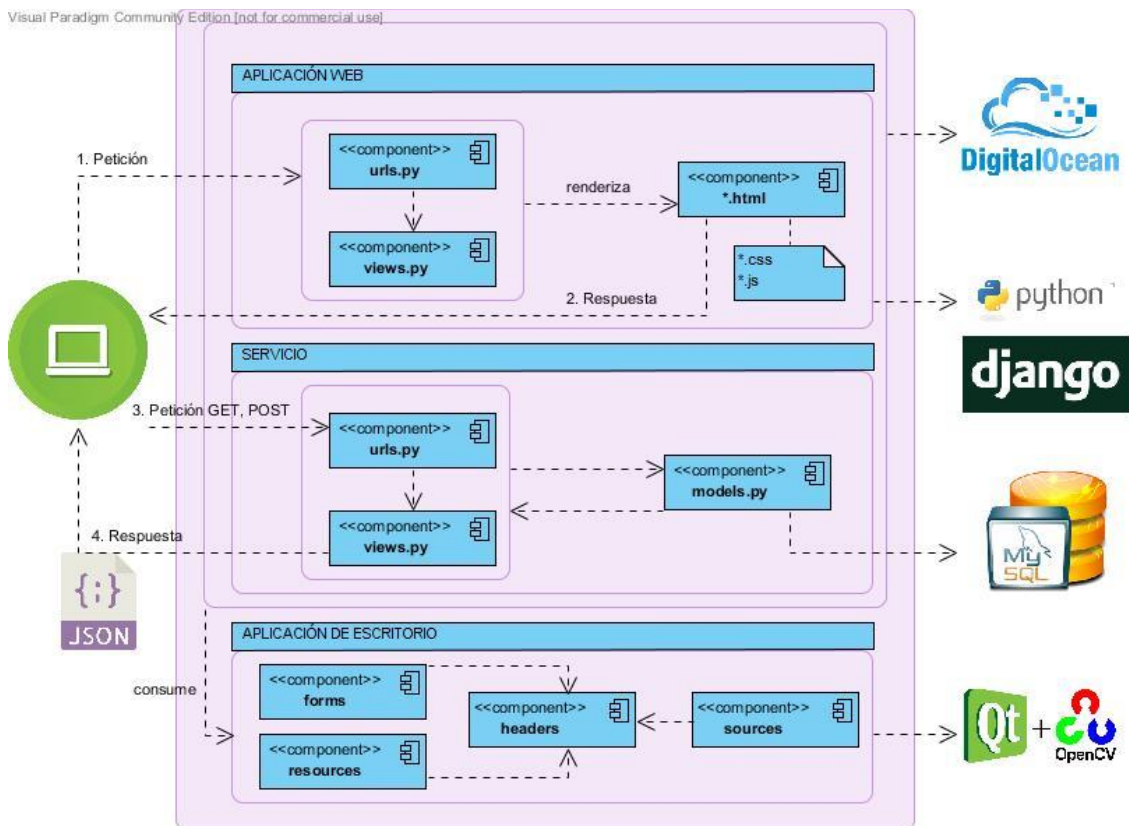 Visual Paradigm Community Edition [not for commercial use]
APLICACIÓN WEB
1. Petición
<<component>>
urls.py
<<component>>
views.py
renderiza
<<component>>
*.html
*.css
*.js
2. Respuesta
DigitalOcean
python
django
SERVICIO
3. Petición GET, POST
<<component>>
urls.py
<<component>>
views.py
<<component>>
models.py
4. Respuesta
{;}
JSON
My
SQL
APLICACIÓN DE ESCRITORIO
consume
<<component>>
forms
<<component>>
resources
<<component>>
headers
<<component>>
sources
Qt + OpenCV